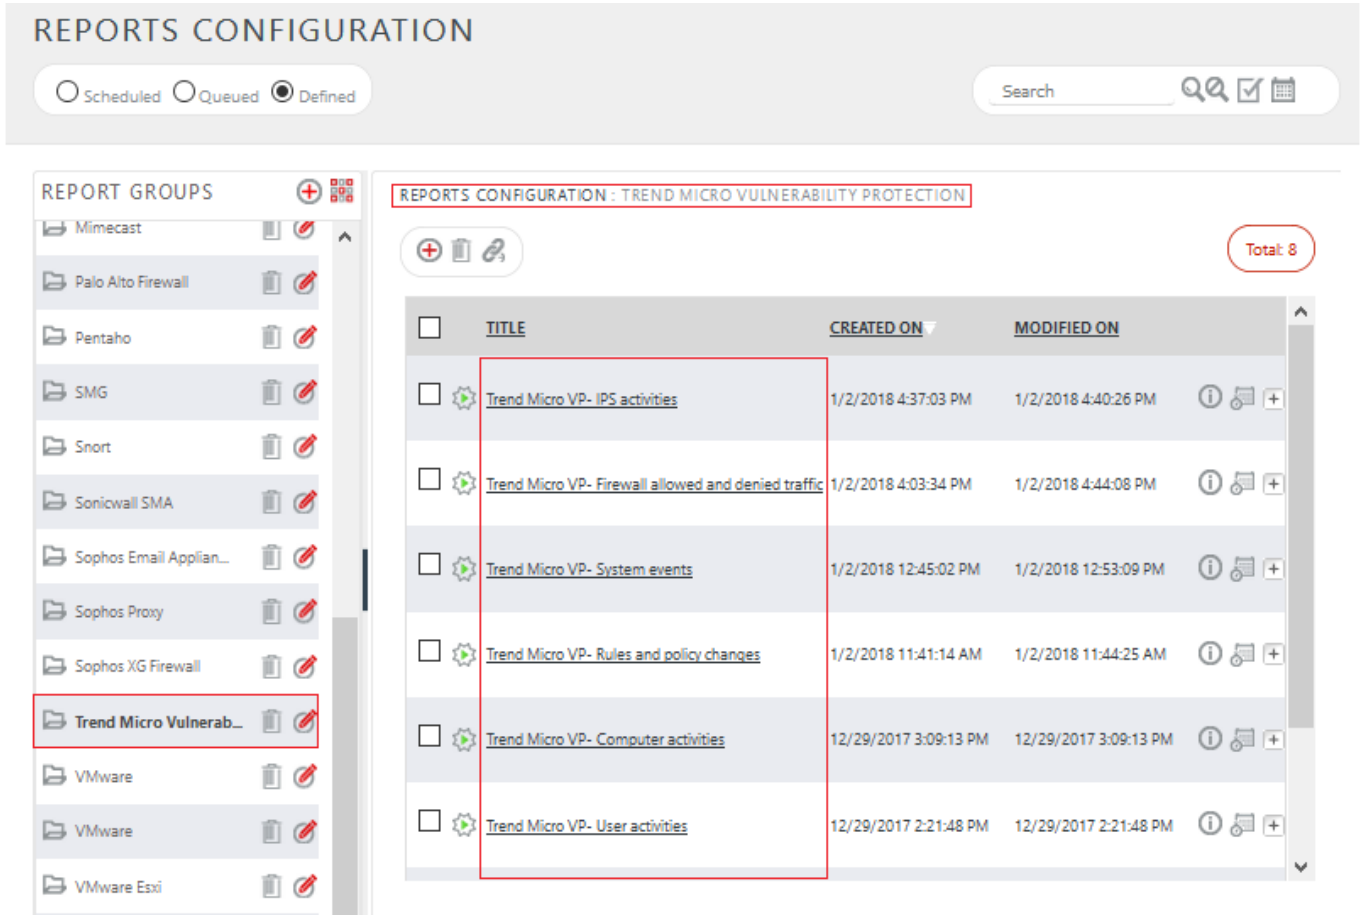 REPORTS CONFIGURATION
Scheduled Queued Defined
Search
REPORT GROUPS
Mimecast
Palo Alto Firewall
Pentaho
SMG
Snort
Sonicwall SMA
Sophos Email Applian...
Sophos Proxy
Sophos XG Firewall
Trend Micro Vulnerab...
VMware
VMware
VMware Esxi
REPORTS CONFIGURATION : TREND MICRO VULNERABILITY PROTECTION
Total: 8
TITLE CREATED ON MODIFIED ON
Trend Micro VP- IPS activities 1/2/2018 4:37:03 PM 1/2/2018 4:40:26 PM
Trend Micro VP- Firewall allowed and denied traffic 1/2/2018 4:03:34 PM 1/2/2018 4:44:08 PM
Trend Micro VP- System events 1/2/2018 12:45:02 PM 1/2/2018 12:53:09 PM
Trend Micro VP- Rules and policy changes 1/2/2018 11:41:14 AM 1/2/2018 11:44:25 AM
Trend Micro VP- Computer activities 12/29/2017 3:09:13 PM 12/29/2017 3:09:13 PM
Trend Micro VP- User activities 12/29/2017 2:21:48 PM 12/29/2017 2:21:48 PM